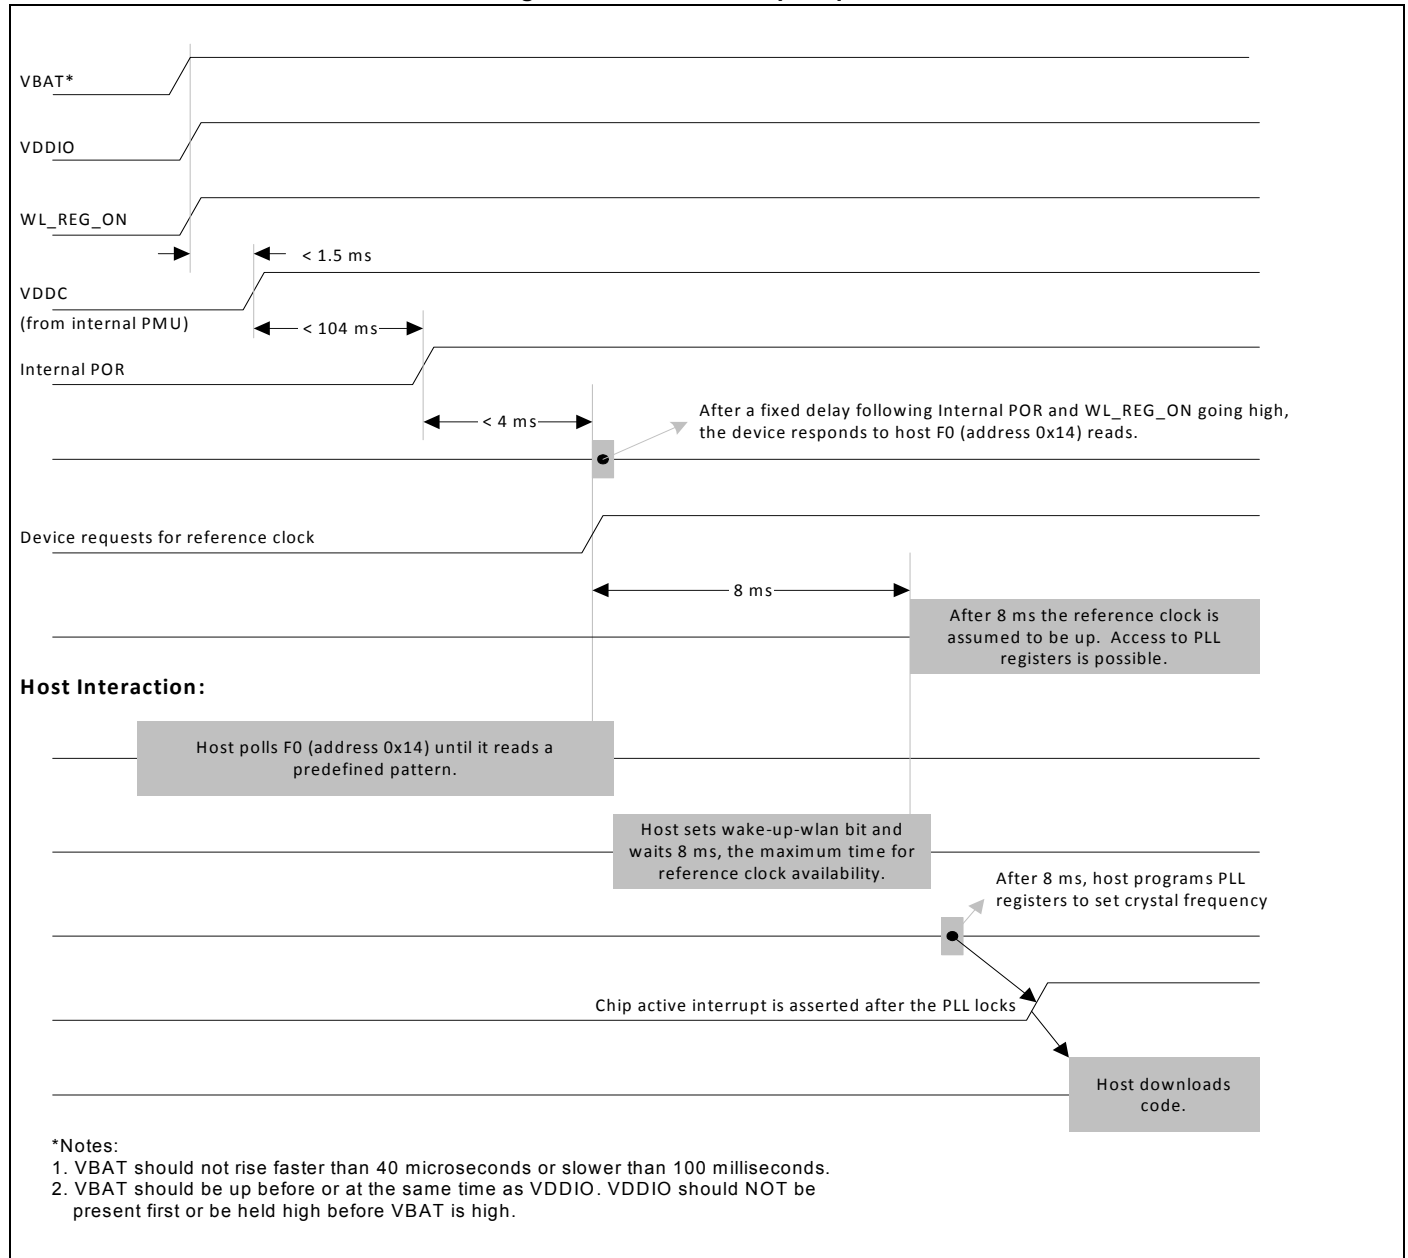 VBAT*
VDDIO
WL_REG_ON
< 1.5 ms
VDDC
(from internal PMU)
< 104 ms
Internal POR
After a fixed delay following Internal POR and WL_REG_ON going high,
the device responds to host F0 (address 0x14) reads.
< 4 ms
Device requests for reference clock
8 ms
After 8 ms the reference clock is
assumed to be up. Access to PLL
registers is possible.
Host Interaction:
Host polls F0 (address 0x14) until it reads a
predefined pattern.
Host sets wake-up-wlan bit and
waits 8 ms, the maximum time for
reference clock availability.
After 8 ms, host programs PLL
registers to set crystal frequency
Chip active interrupt is asserted after the PLL locks
Host downloads
code.
*Notes:
1. VBAT should not rise faster than 40 microseconds or slower than 100 milliseconds.
2. VBAT should be up before or at the same time as VDDIO. VDDIO should NOT be
present first or be held high before VBAT is high.